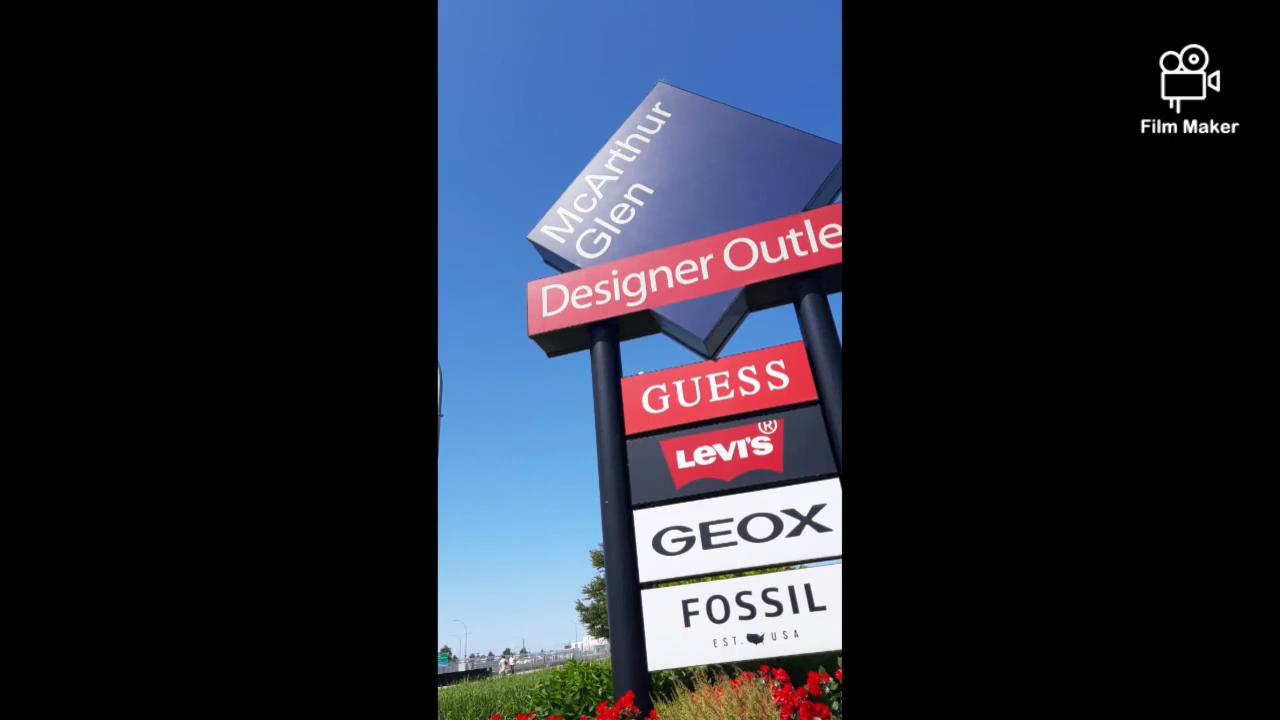 McArthur
Glen
Designer Outle
GUESS
LEVI'S®
GEOX
FOSSIL
EST. USA
Film Maker